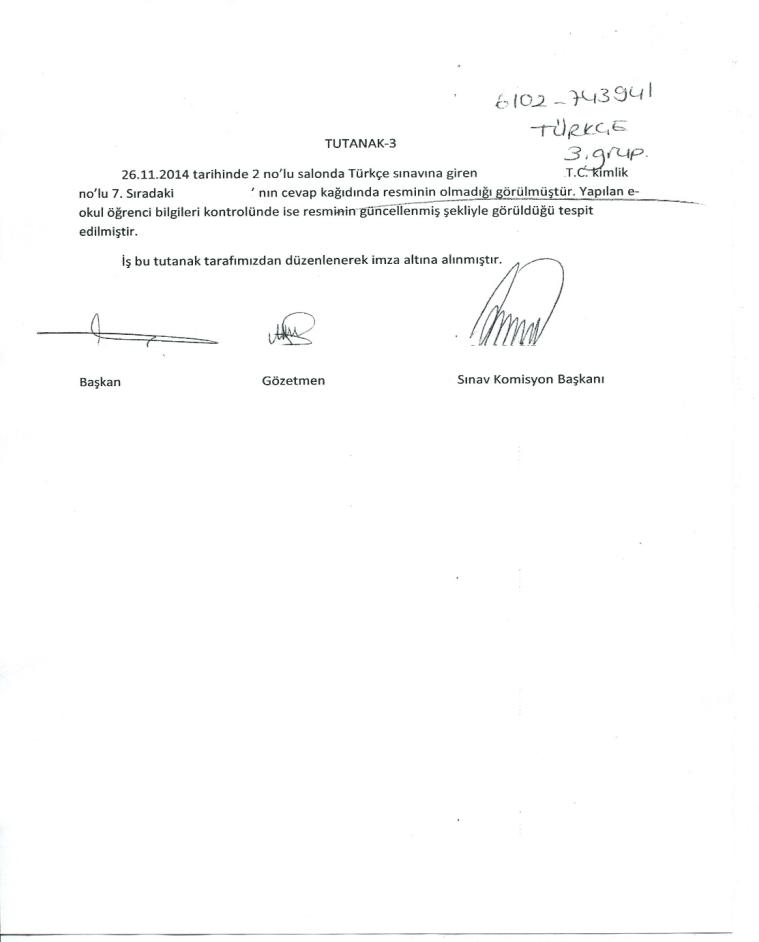 6102-743941
TÜRKÇE
3. grup.
TUTANAK-3
26.11.2014 tarihinde 2 no'lu salonda Türkçe sınavına giren T.C. kimlik
no'lu 7. Sıradaki ' nın cevap kağıdında resminin olmadığı görülmüştür. Yapılan e-
okul öğrenci bilgileri kontrolünde ise resminin güncellenmiş şekliyle görüldüğü tespit
edilmiştir.
İş bu tutanak tarafımızdan düzenlenerek imza altına alınmıştır.
Başkan Gözetmen Sınav Komisyon Başkanı